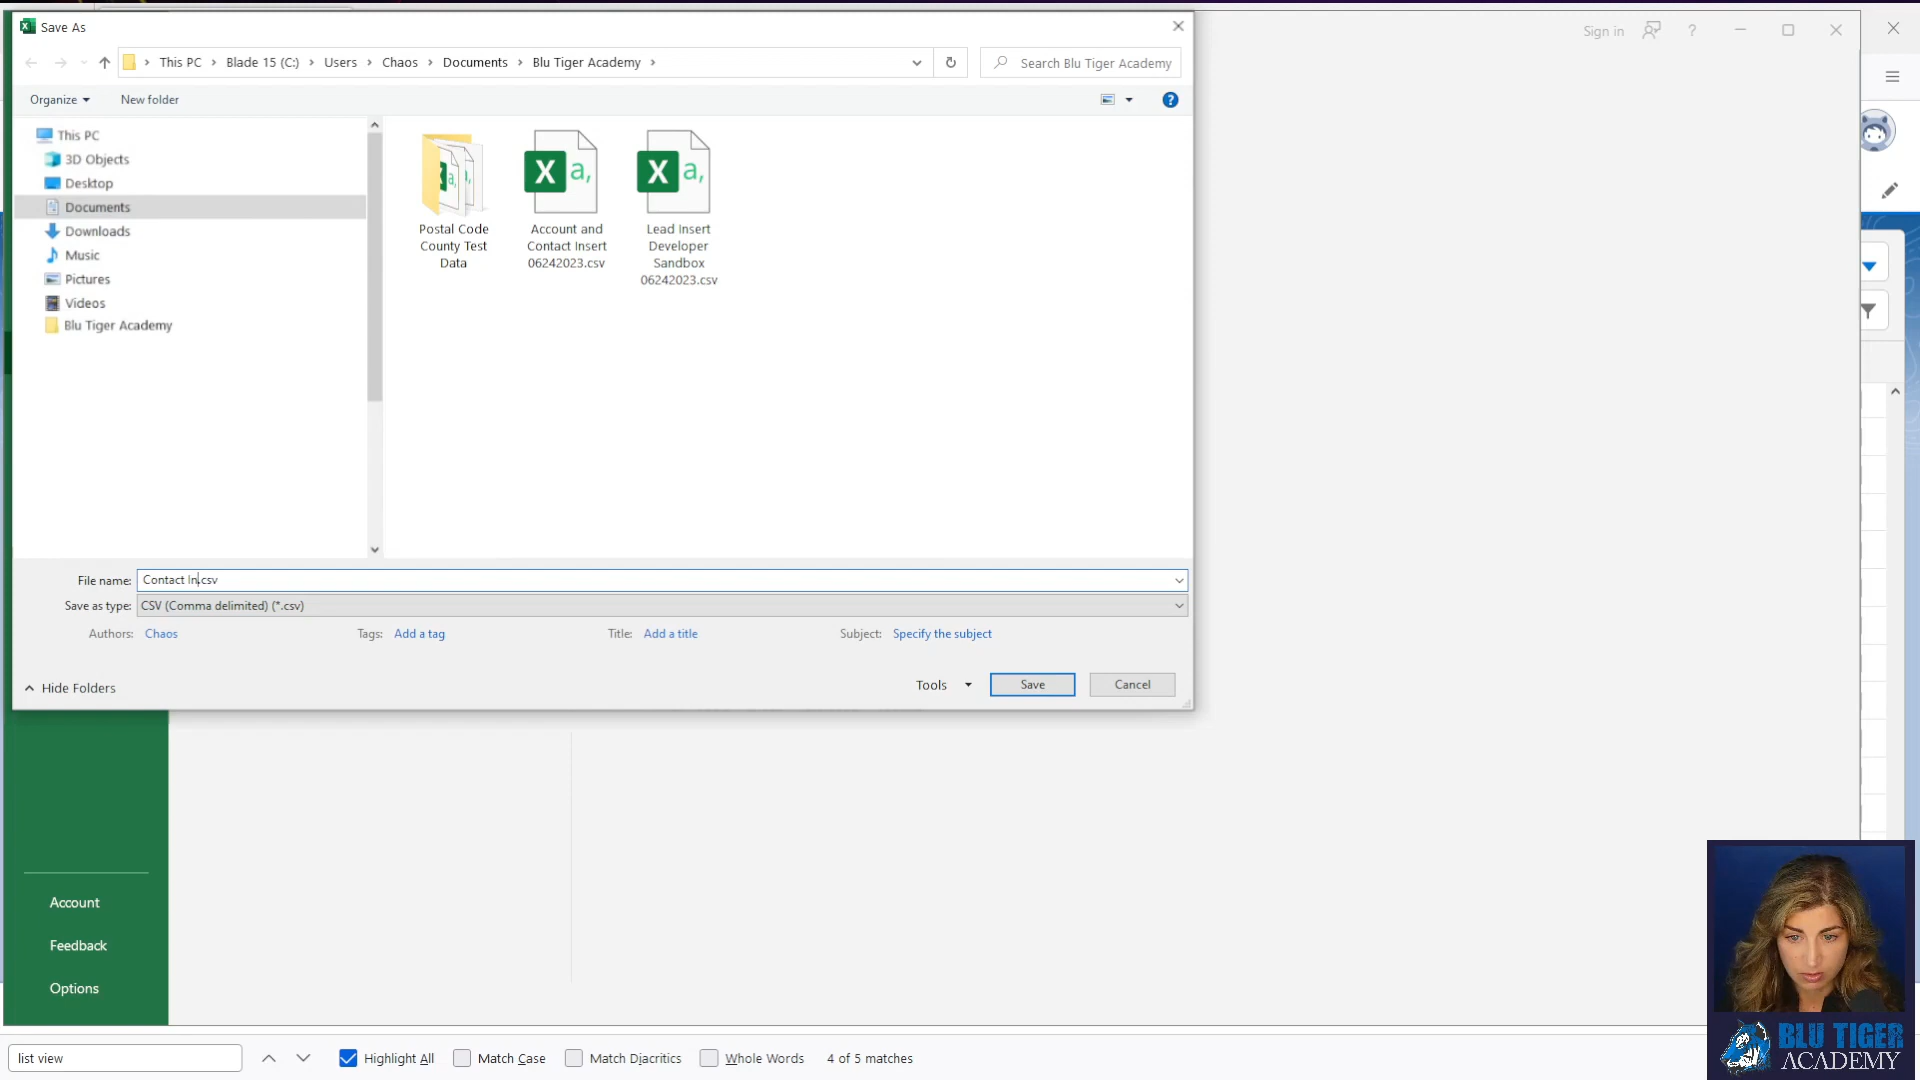 Save As
Sign in
This PC
Blade 15 (C:)
Users
Chaos
Documents
Blu Tiger Academy
Search Blu Tiger Academy
Organize
New folder
This PC
3D Objects
Desktop
Documents
Downloads
Music
Pictures
Videos
Blu Tiger Academy
Postal Code
County Test
Data
Account and
Contact Insert
06242023.csv
Lead Insert
Developer
Sandbox
06242023.csv
File name: Contact In.csv
Save as type: CSV (Comma delimited) (*.csv)
Authors: Chaos
Tags: Add a tag
Title: Add a title
Subject: Specify the subject
Hide Folders
Tools
Save
Cancel
Account
Feedback
Options
list view
Highlight All
Match Case
Match Diacritics
Whole Words
4 of 5 matches
BLU TIGER
ACADEMY